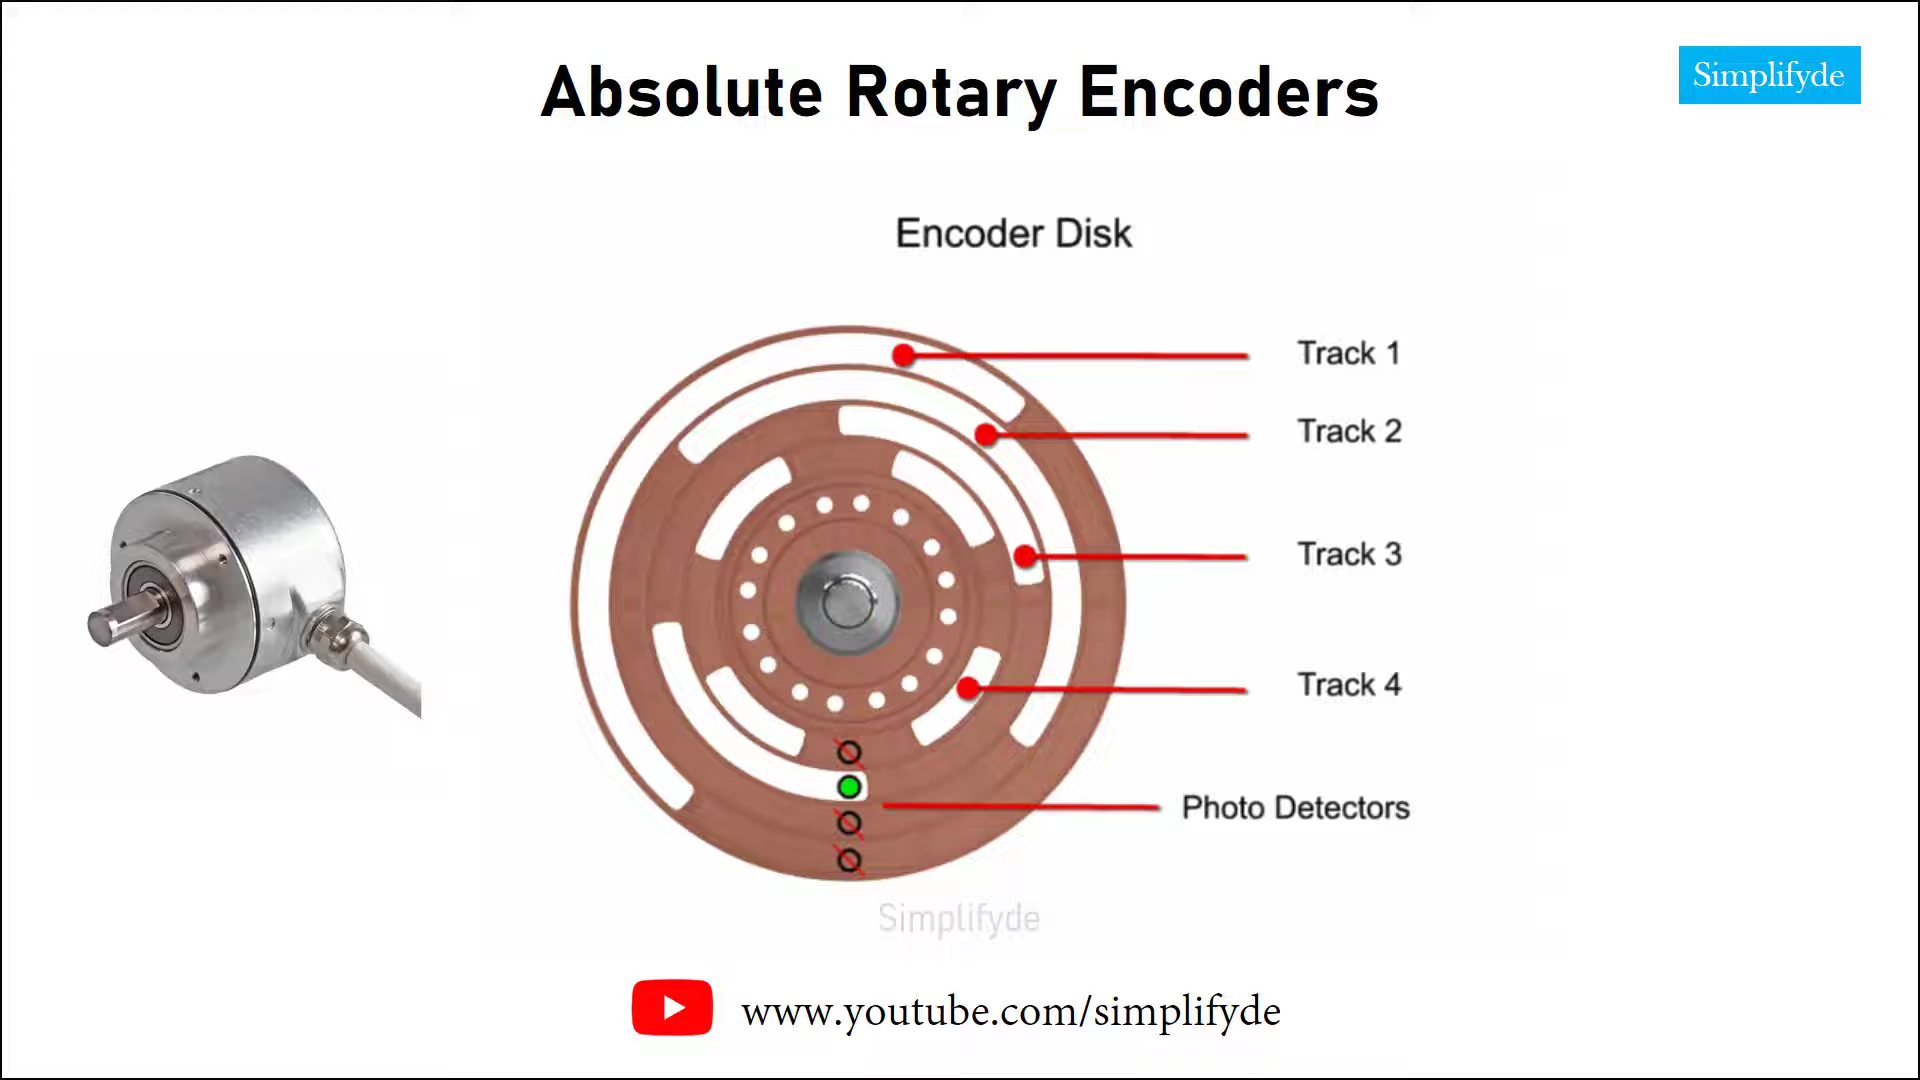 Absolute Rotary Encoders
Simplifyde
Encoder Disk
Track 1
Track 2
Track 3
Track 4
Photo Detectors
Simplifyde
www.youtube.com/simplifyde